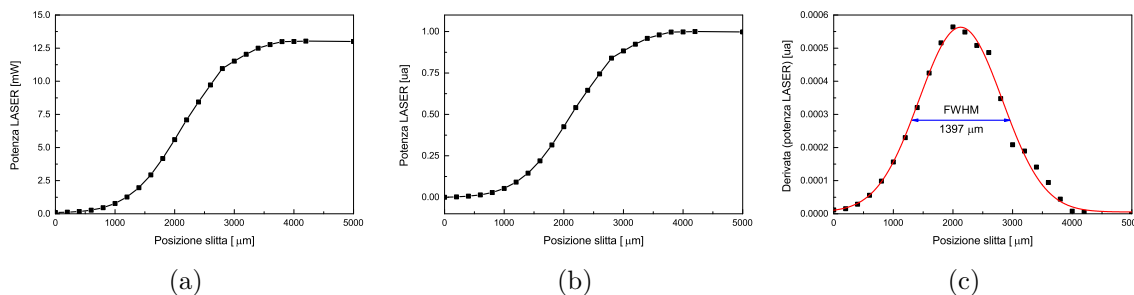 15.0
12.5
10.0
7.5
5.0
2.5
0.0
0 1000 2000 3000 4000 5000
Potenza LASER [mW]
Posizione slitta [ μm]
(a)
1.00
0.75
0.50
0.25
0.00
0 1000 2000 3000 4000 5000
Potenza LASER [ua]
Posizione slitta [ μm]
(b)
0.0006
0.0005
0.0004
0.0003
0.0002
0.0001
0.0000
0 1000 2000 3000 4000 500
Derivata (potenza LASER) [ua]
FWHM
1397 μm
Posizione slitta [ μm]
(c)